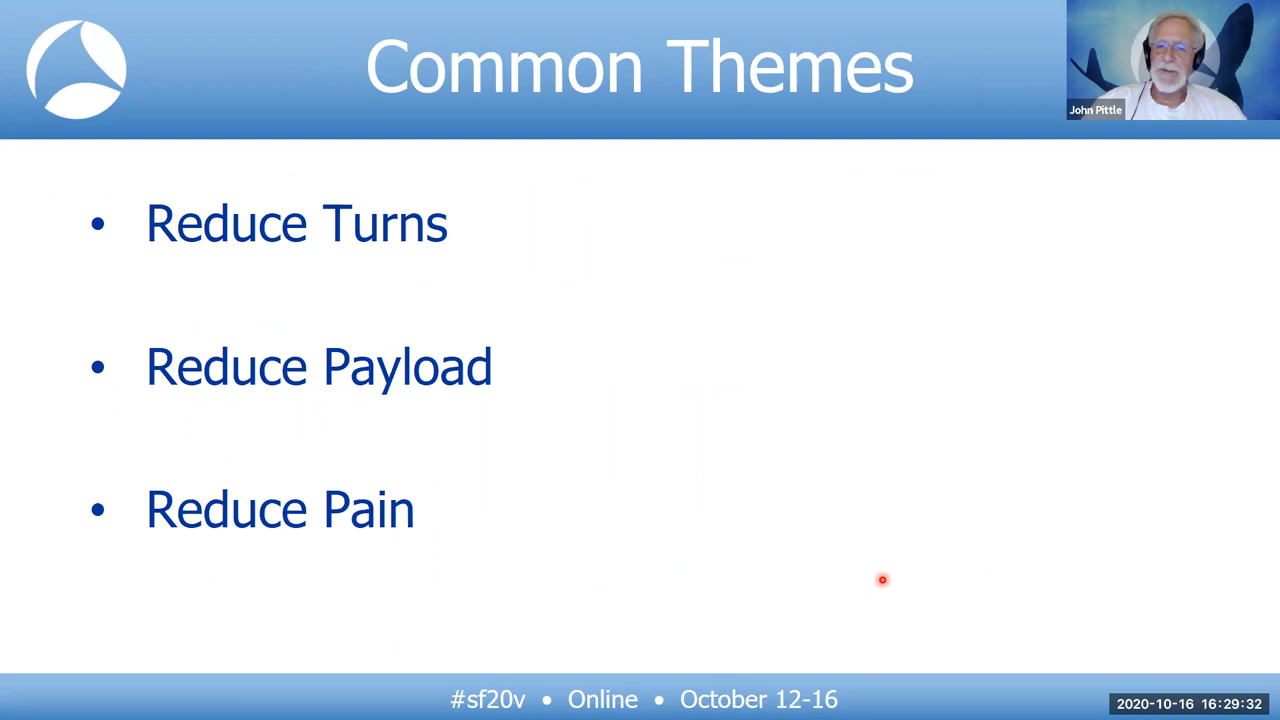 Common Themes
John Pittle
• Reduce Turns
• Reduce Payload
• Reduce Pain
#sf20v • Online • October 12-16
2020-10-16 16:29:32